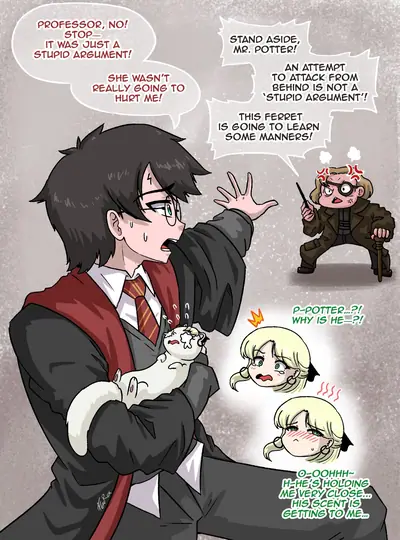 PROFESSOR, NO!
STOP—
IT WAS JUST A
STUPID ARGUMENT!
SHE WASN'T
REALLY GOING TO
HURT ME!
STAND ASIDE,
MR. POTTER!
AN ATTEMPT
TO ATTACK FROM
BEHIND IS NOT A
'STUPID ARGUMENT'!
THIS FERRET
IS GOING TO LEARN
SOME MANNERS!
P-POTTER...?!
WHY IS HE—?!
O-OOHHH~
H-HE'S HOLDING
ME VERY CLOSE...
HIS SCENT IS
GETTING TO ME...